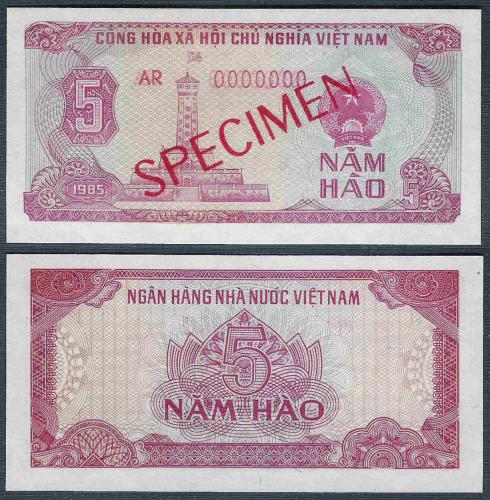 CỘNG HÒA XÃ HỘI CHỦ NGHĨA VIỆT NAM
5
AR 0000000
SPECIMEN
NĂM
HÀO
1985
5
NGÂN HÀNG NHÀ NƯỚC VIỆT NAM
5
NĂM HÀO